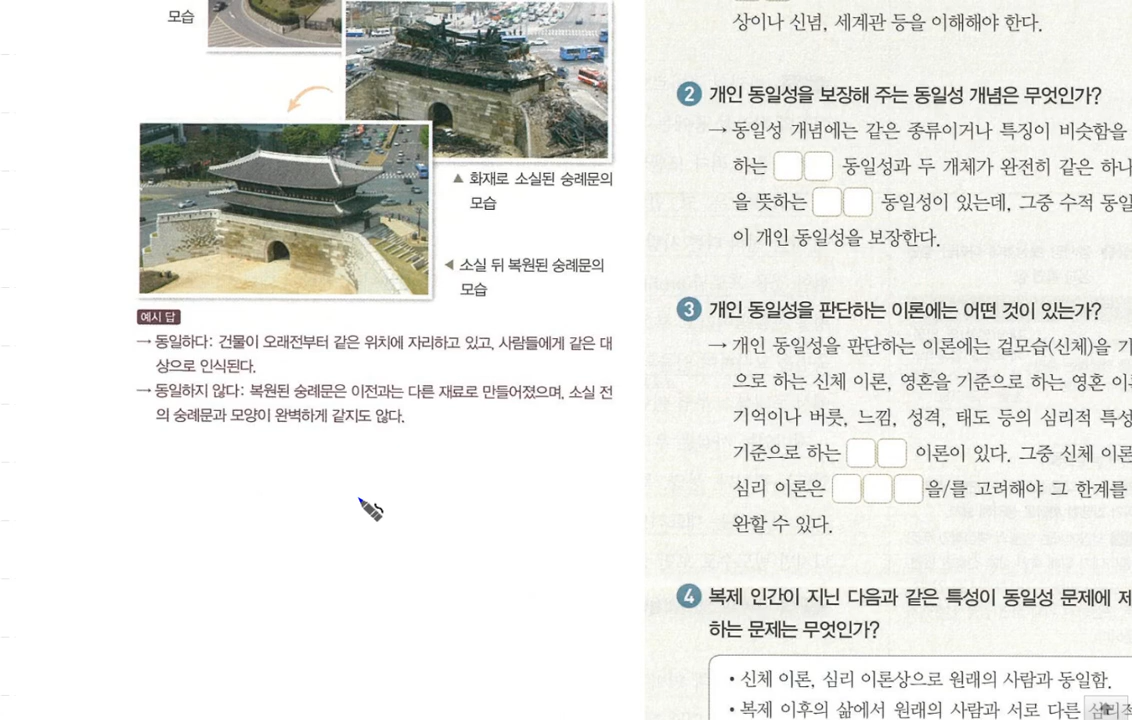 모습
▲ 화재로 소실된 숭례문의
모습
◀ 소실 뒤 복원된 숭례문의
모습
예시 답
→ 동일하다: 건물이 오래전부터 같은 위치에 자리하고 있고, 사람들에게 같은 대
상으로 인식된다.
→ 동일하지 않다: 복원된 숭례문은 이전과는 다른 재료로 만들어졌으며, 소실 전
의 숭례문과 모양이 완벽하게 같지도 않다.
상이나 신념, 세계관 등을 이해해야 한다.
2 개인 동일성을 보장해 주는 동일성 개념은 무엇인가?
→ 동일성 개념에는 같은 종류이거나 특징이 비슷함을
하는 □□ 동일성과 두 개체가 완전히 같은 하나
을 뜻하는 □□ 동일성이 있는데, 그중 수적 동일
이 개인 동일성을 보장한다.
3 개인 동일성을 판단하는 이론에는 어떤 것이 있는가?
→ 개인 동일성을 판단하는 이론에는 겉모습(신체)을 기
으로 하는 신체 이론, 영혼을 기준으로 하는 영혼 이
기억이나 버릇, 느낌, 성격, 태도 등의 심리적 특성
기준으로 하는 □□ 이론이 있다. 그중 신체 이론
심리 이론은 □□□을/를 고려해야 그 한계를
완할 수 있다.
4 복제 인간이 지닌 다음과 같은 특성이 동일성 문제에 제
하는 문제는 무엇인가?
• 신체 이론, 심리 이론상으로 원래의 사람과 동일함.
• 복제 이후의 삶에서 원래의 사람과 서로 다른